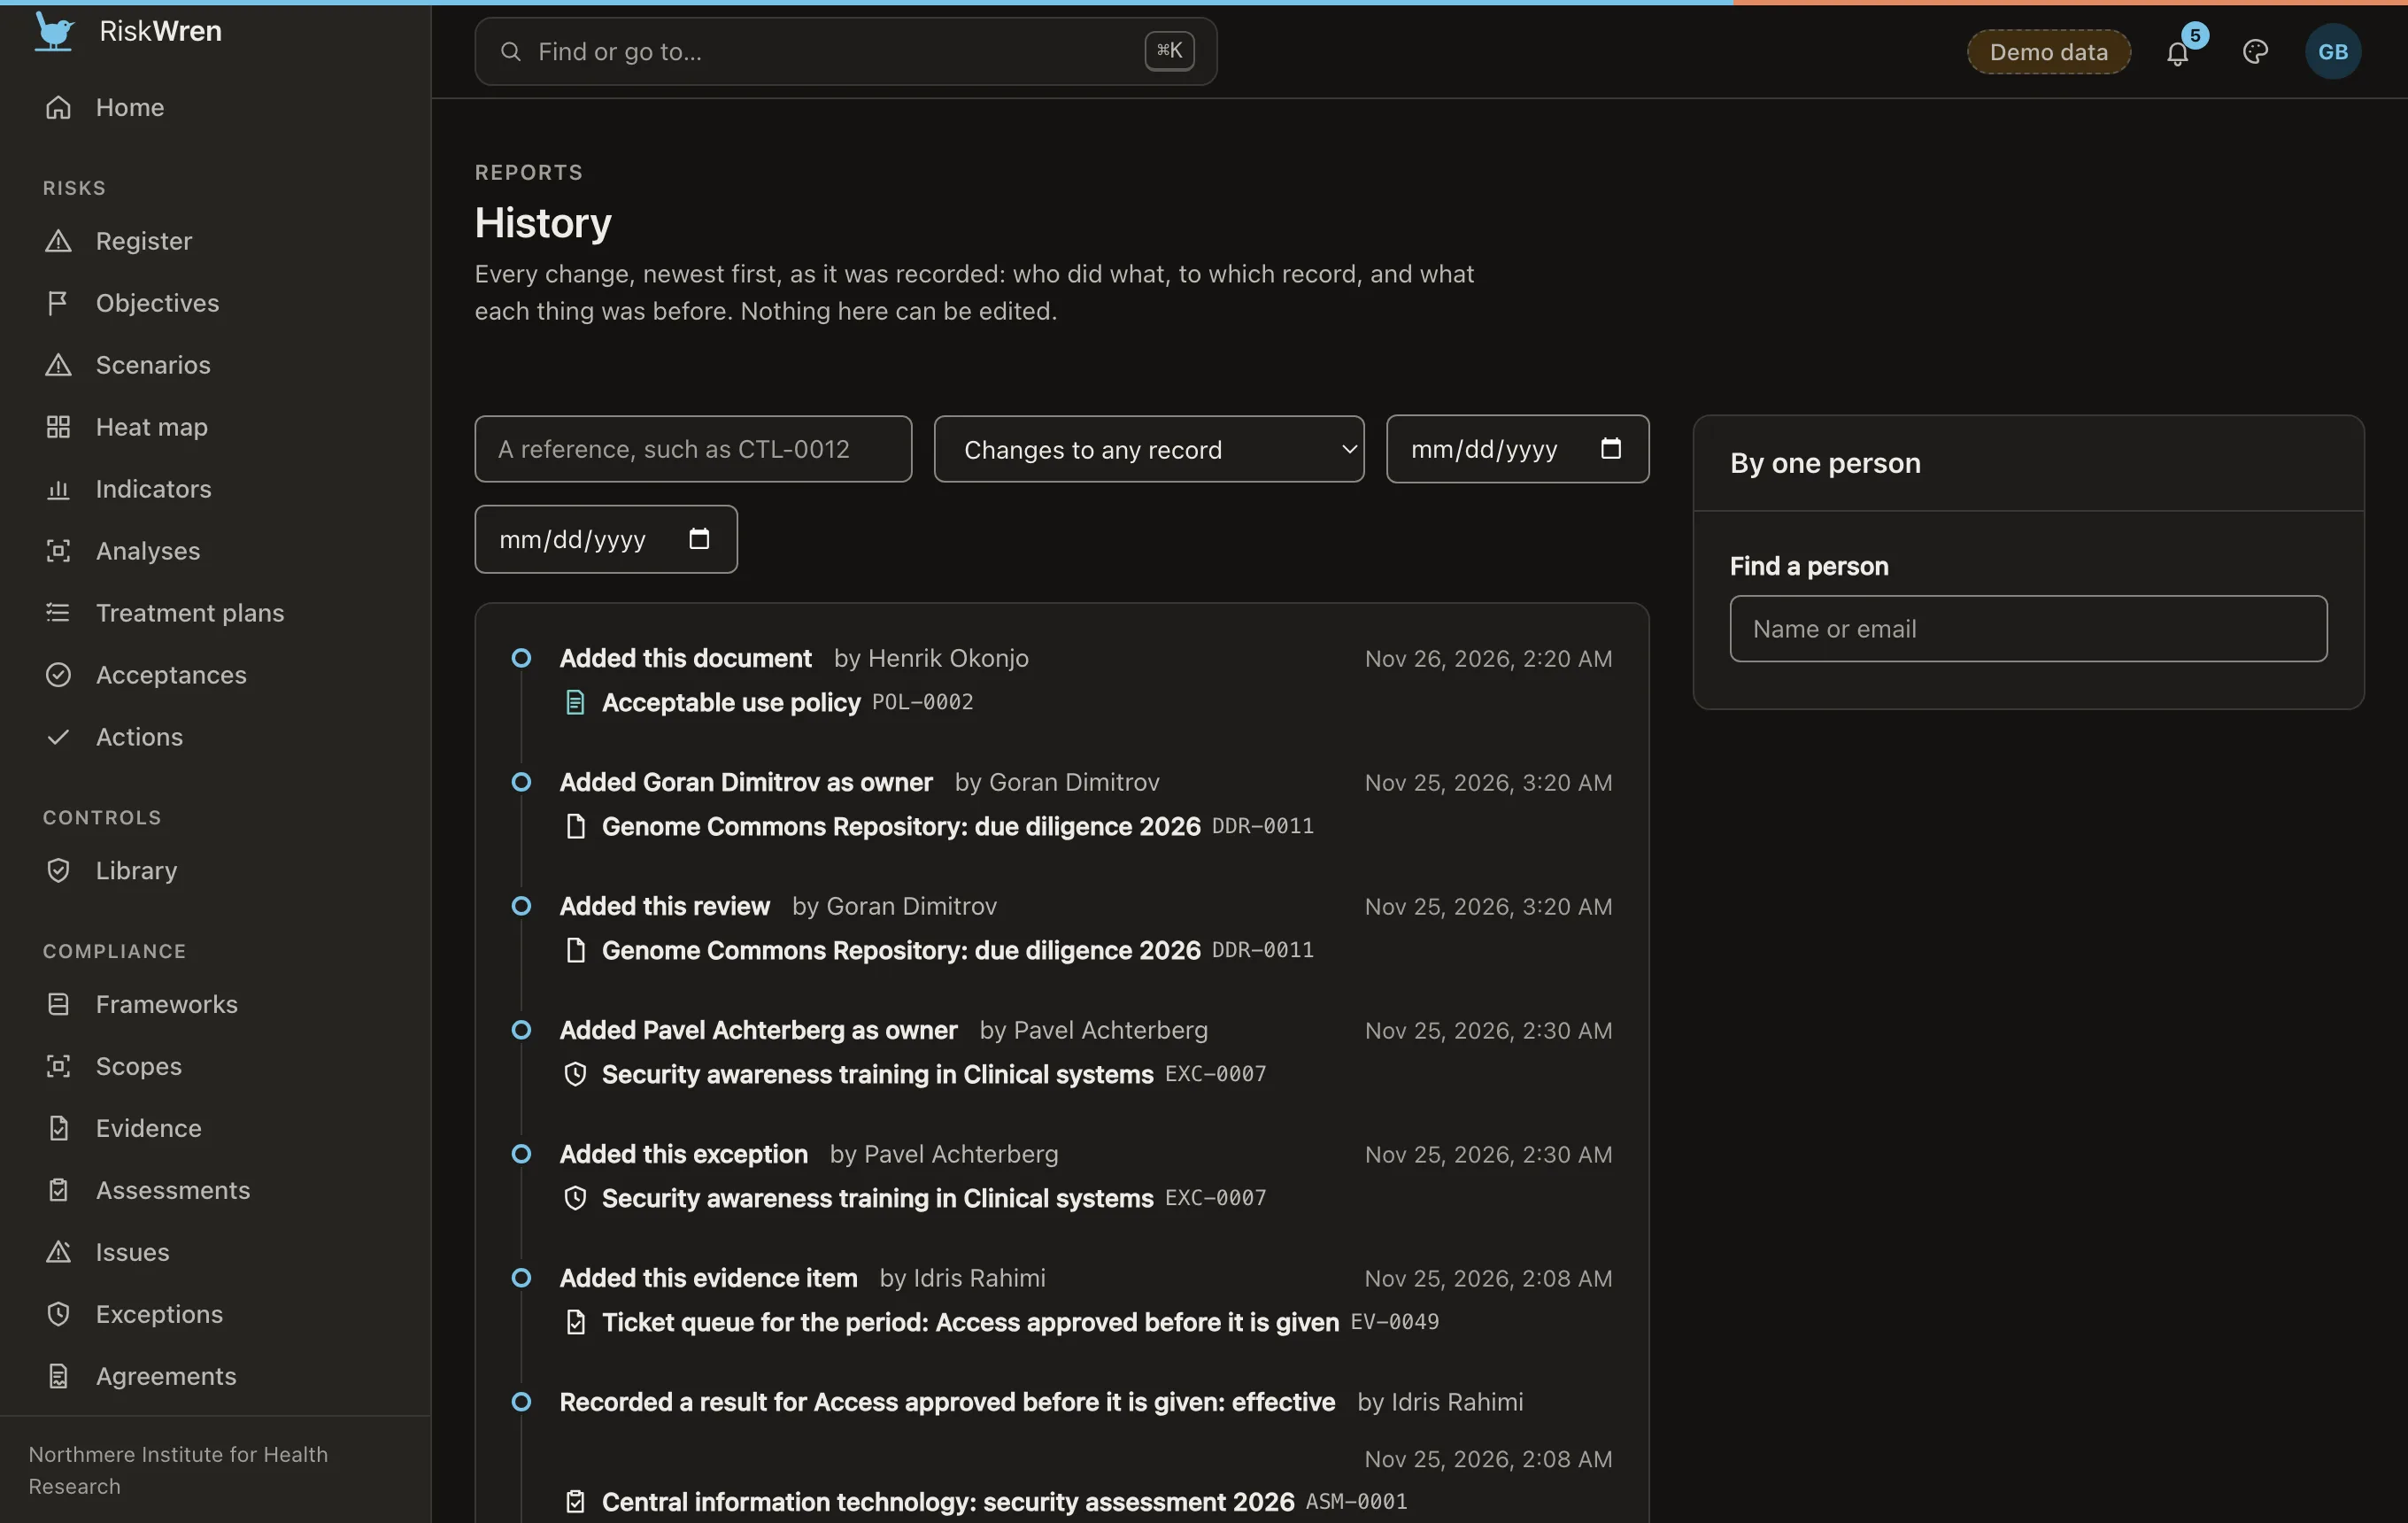 RiskWren
Find or go to...
⌘K
Demo data
5
GB
Home
RISKS
Register
Objectives
Scenarios
Heat map
Indicators
Analyses
Treatment plans
Acceptances
Actions
CONTROLS
Library
COMPLIANCE
Frameworks
Scopes
Evidence
Assessments
Issues
Exceptions
Agreements
Northmere Institute for Health
Research
REPORTS
History
Every change, newest first, as it was recorded: who did what, to which record, and what
each thing was before. Nothing here can be edited.
A reference, such as CTL-0012
Changes to any record
mm/dd/yyyy
mm/dd/yyyy
Added this document by Henrik Okonjo Nov 26, 2026, 2:20 AM
Acceptable use policy POL-0002
Added Goran Dimitrov as owner by Goran Dimitrov Nov 25, 2026, 3:20 AM
Genome Commons Repository: due diligence 2026 DDR-0011
Added this review by Goran Dimitrov Nov 25, 2026, 3:20 AM
Genome Commons Repository: due diligence 2026 DDR-0011
Added Pavel Achterberg as owner by Pavel Achterberg Nov 25, 2026, 2:30 AM
Security awareness training in Clinical systems EXC-0007
Added this exception by Pavel Achterberg Nov 25, 2026, 2:30 AM
Security awareness training in Clinical systems EXC-0007
Added this evidence item by Idris Rahimi Nov 25, 2026, 2:08 AM
Ticket queue for the period: Access approved before it is given EV-0049
Recorded a result for Access approved before it is given: effective by Idris Rahimi
Nov 25, 2026, 2:08 AM
Central information technology: security assessment 2026 ASM-0001
By one person
Find a person
Name or email